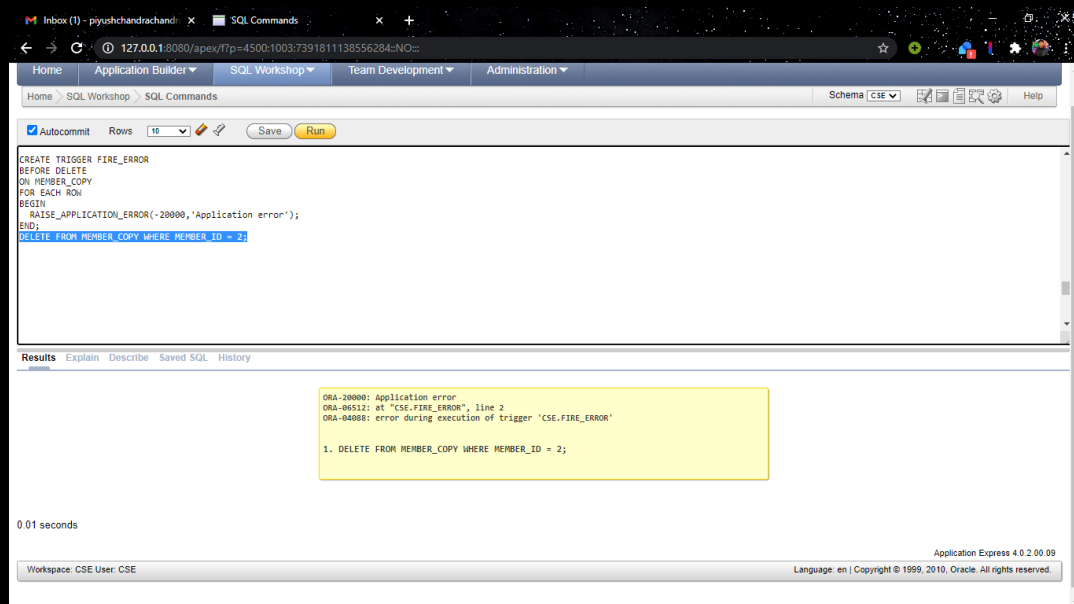 Inbox (1) - piyushchandrachandr
SQL Commands
127.0.0.1:8080/apex/f?p=4500:1003:7391811138556284::NO:::
Home Application Builder SQL Workshop Team Development Administration
Home SQL Workshop SQL Commands Schema CSE Help
Autocommit Rows 10 Save Run
CREATE TRIGGER FIRE_ERROR
BEFORE DELETE
ON MEMBER_COPY
FOR EACH ROW
BEGIN
RAISE_APPLICATION_ERROR(-20000,'Application error');
END;
DELETE FROM MEMBER_COPY WHERE MEMBER_ID = 2;
Results Explain Describe Saved SQL History
ORA-20000: Application error
ORA-06512: at "CSE.FIRE_ERROR", line 2
ORA-04088: error during execution of trigger 'CSE.FIRE_ERROR'
1. DELETE FROM MEMBER_COPY WHERE MEMBER_ID = 2;
0.01 seconds
Application Express 4.0.2.00.09
Workspace: CSE User: CSE Language: en | Copyright © 1999, 2010, Oracle. All rights reserved.